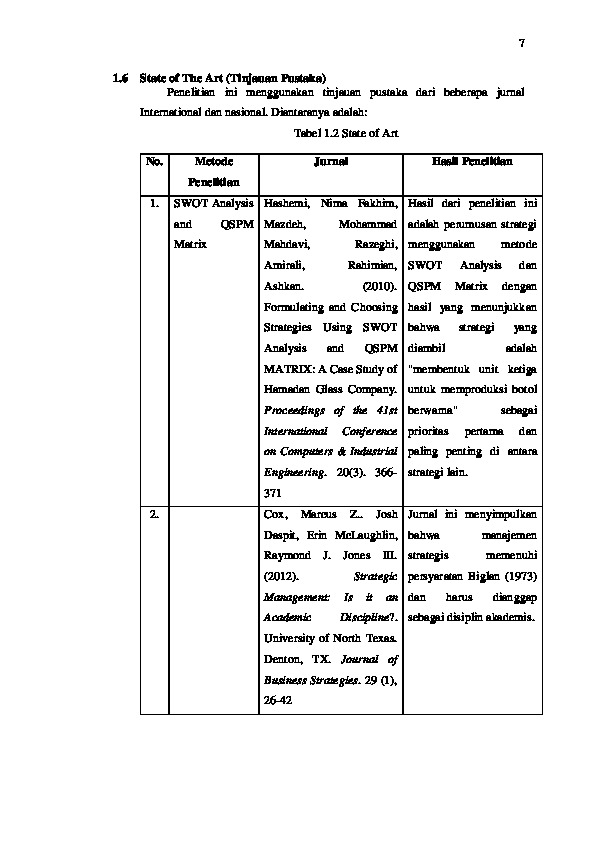 7
1.6 State of The Art (Tinjauan Pustaka)
Penelitian ini menggunakan tinjauan pustaka dari beberapa jurnal
International dan nasional. Diantaranya adalah:
Tabel 1.2 State of Art
No. Metode Penelitian Jurnal Hasil Penelitian
1. SWOT Analysis
and QSPM
Matrix
Hashemi, Nima Fakhim,
Mazdeh, Mohammad
Mahdavi, Razeghi,
Amirali, Rahimian,
Ashkan. (2010).
Formulating and Choosing
Strategies Using SWOT
Analysis and QSPM
MATRIX: A Case Study of
Hamadan Glass Company.
Proceedings of the 41st
International Conference
on Computers & Industrial
Engineering. 20(3). 366-
371
Hasil dari penelitian ini
adalah perumusan strategi
menggunakan metode
SWOT Analysis dan
QSPM Matrix dengan
hasil yang menunjukkan
bahwa strategi yang
diambil adalah
"membentuk unit ketiga
untuk memproduksi botol
berwarna" sebagai
prioritas pertama dan
paling penting di antara
strategi lain.
2.
Cox, Marcus Z.. Josh
Daspit, Erin McLaughlin,
Raymond J. Jones III.
(2012). Strategic
Management: Is it an
Academic Discipline?.
University of North Texas.
Denton, TX. Journal of
Business Strategies. 29 (1),
26-42
Jurnal ini menyimpulkan
bahwa manajemen
strategis memenuhi
persyaratan Biglan (1973)
dan harus dianggap
sebagai disiplin akademis.